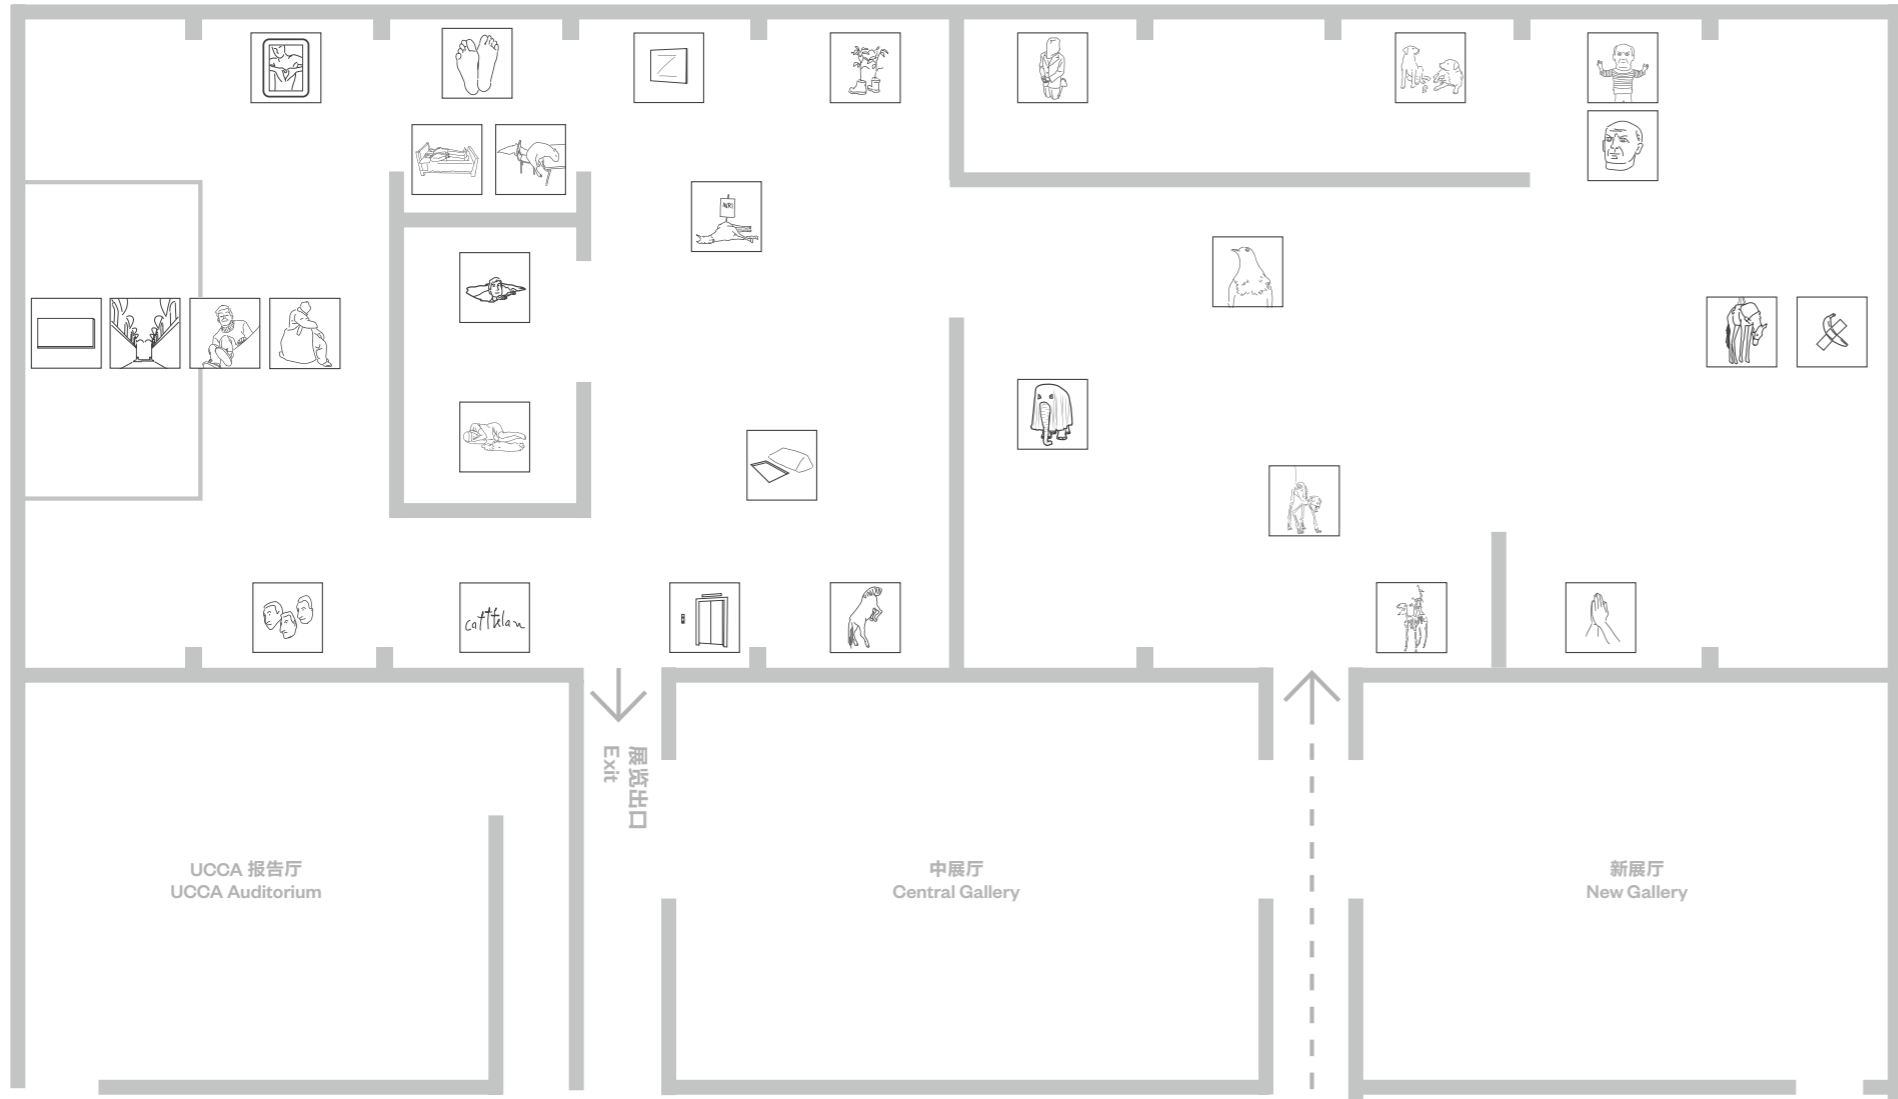 cattelan
展览出口
Exit
UCCA 报告厅
UCCA Auditorium
中展厅
Central Gallery
新展厅
New Gallery